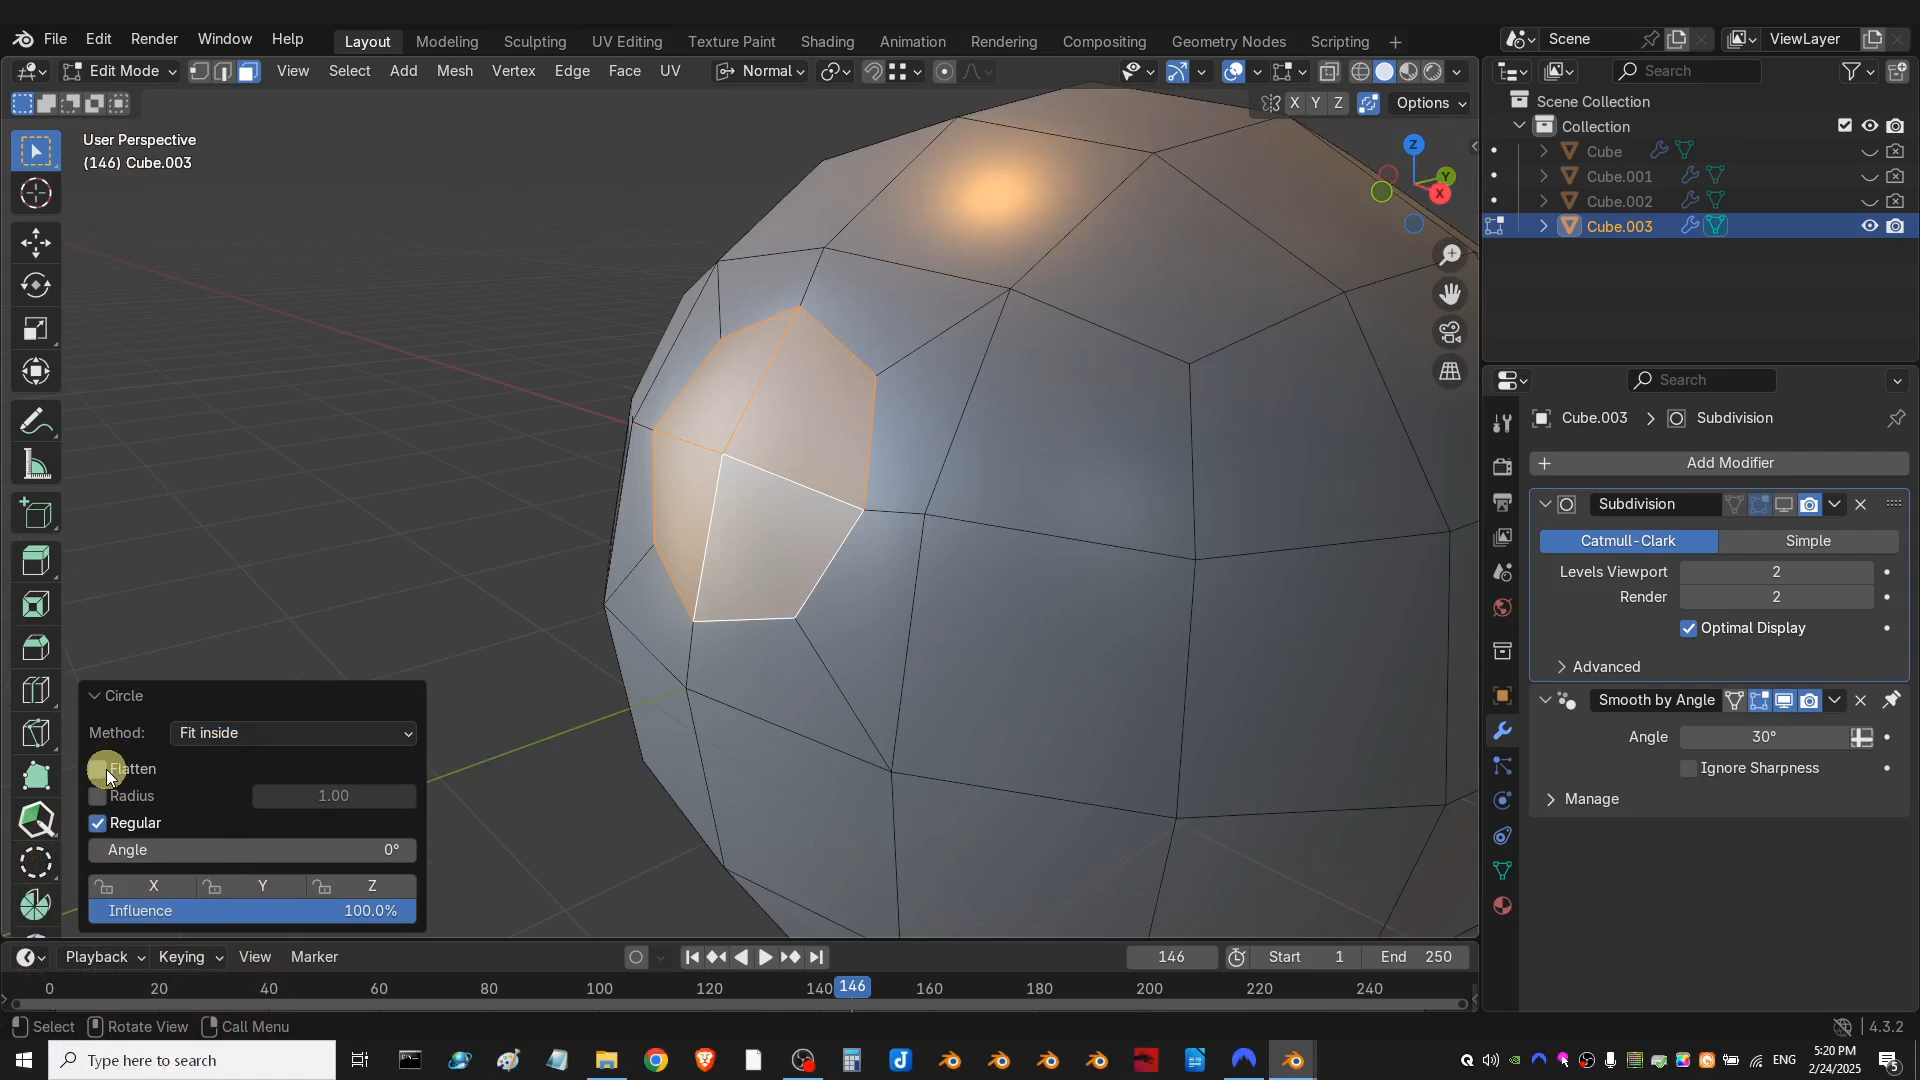 File Edit Render Window Help Layout Modeling Sculpting UV Editing Texture Paint Shading Animation Rendering Compositing Geometry Nodes Scripting + Scene ViewLayer
Edit Mode View Select Add Mesh Vertex Edge Face UV Normal Search
X Y Z Options
Scene Collection
Collection
Cube
Cube.001
Cube.002
Cube.003
User Perspective
(146) Cube.003
Z
Y
X
Search
Cube.003 > Subdivision
+ Add Modifier
Subdivision
Catmull-Clark Simple
Levels Viewport 2
Render 2
Optimal Display
Advanced
Smooth by Angle
Angle 30°
Ignore Sharpness
Manage
Circle
Method: Fit inside
Flatten
Radius 1.00
Regular
Angle 0°
X Y Z
Influence 100.0%
Playback Keying View Marker 146 Start 1 End 250
0 20 40 60 80 100 120 140 146 160 180 200 220 240
Select Rotate View Call Menu 4.3.2
Type here to search ENG 5:20 PM
2/24/2025 5